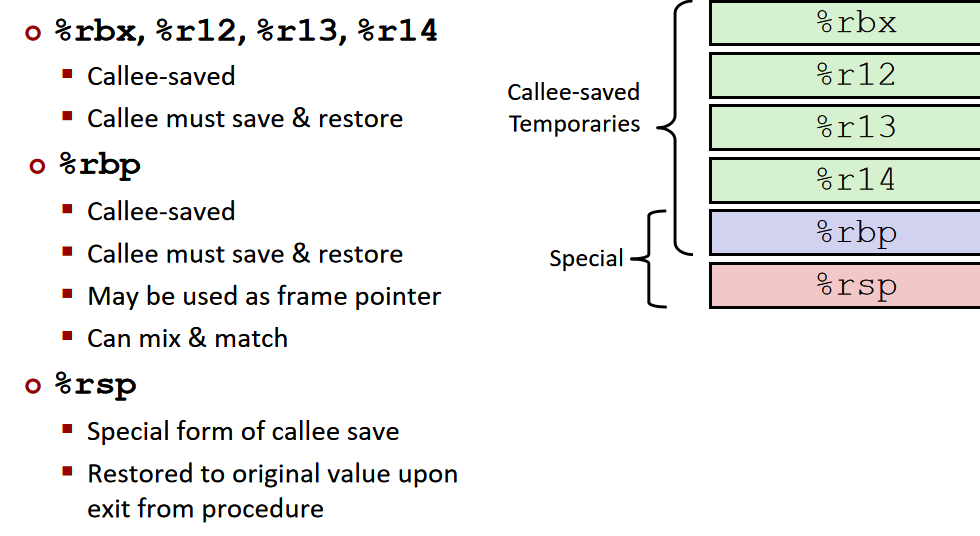 %rbx, %r12, %r13, %r14
Callee-saved
Callee must save & restore
%rbp
Callee-saved
Callee must save & restore
May be used as frame pointer
Can mix & match
%rsp
Special form of callee save
Restored to original value upon
exit from procedure
Callee-saved
Temporaries
Special
%rbx
%r12
%r13
%r14
%rbp
%rsp